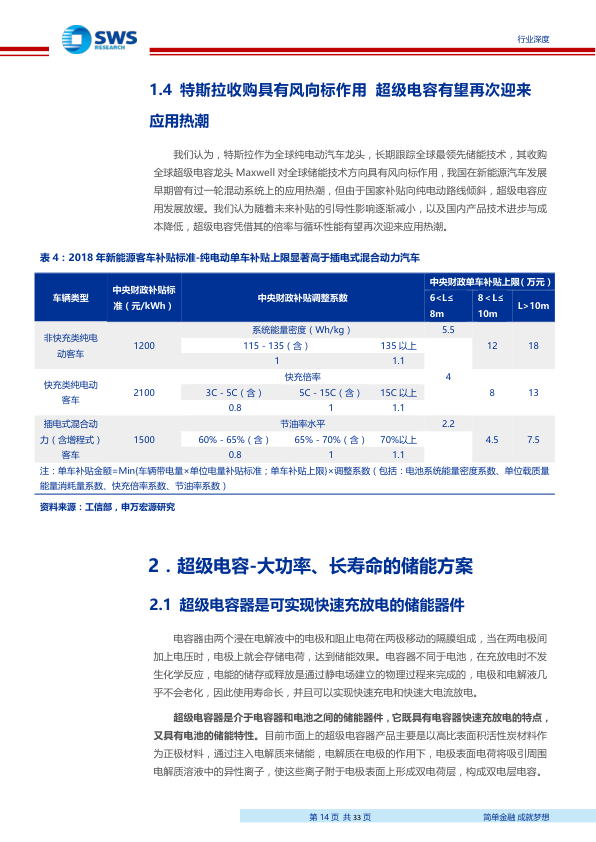 SWS
RESEARCH
行业深度
1.4 特斯拉收购具有风向标作用 超级电容有望再次迎来
应用热潮
我们认为，特斯拉作为全球纯电动汽车龙头，长期跟踪全球最领先储能技术，其收购
全球超级电容龙头 Maxwell 对全球储能技术方向具有风向标作用，我国在新能源汽车发展
早期曾有过一轮混动系统上的应用热潮，但由于国家补贴向纯电动路线倾斜，超级电容应
用发展放缓。我们认为随着未来补贴的引导性影响逐渐减小，以及国内产品技术进步与成
本降低，超级电容凭借其的倍率与循环性能有望再次迎来应用热潮。
表 4：2018 年新能源客车补贴标准-纯电动单车补贴上限显著高于插电式混合动力汽车
车辆类型 中央财政补贴标准（元/kWh） 中央财政补贴调整系数 中央财政单车补贴上限（万元）
6<L≤8m 8＜L≤10m L>10m
非快充类纯电动客车 1200 系统能量密度（Wh/kg） 5.5 12 18
115－135（含） 135 以上
1 1.1
快充类纯电动客车 2100 快充倍率 4 8 13
3C－5C（含） 5C－15C（含） 15C 以上
0.8 1 1.1
插电式混合动力（含增程式）客车 1500 节油率水平 2.2 4.5 7.5
60%－65%（含） 65%－70%（含） 70%以上
0.8 1 1.1
注：单车补贴金额=Min(车辆带电量×单位电量补贴标准；单车补贴上限)×调整系数（包括：电池系统能量密度系数、单位载质量
能量消耗量系数、快充倍率系数、节油率系数）
资料来源：工信部，申万宏源研究
2．超级电容-大功率、长寿命的储能方案
2.1 超级电容器是可实现快速充放电的储能器件
电容器由两个浸在电解液中的电极和阻止电荷在两极移动的隔膜组成，当在两电极间
加上电压时，电极上就会存储电荷，达到储能效果。电容器不同于电池，在充放电时不发
生化学反应，电能的储存或释放是通过静电场建立的物理过程来完成的，电极和电解液几
乎不会老化，因此使用寿命长，并且可以实现快速充电和快速大电流放电。
超级电容器是介于电容器和电池之间的储能器件，它既具有电容器快速充放电的特点，
又具有电池的储能特性。目前市面上的超级电容器产品主要是以高比表面积活性炭材料作
为正极材料，通过注入电解质来储能，电解质在电极的作用下，电极表面电荷将吸引周围
电解质溶液中的异性离子，使这些离子附于电极表面上形成双电荷层，构成双电层电容。
第 14 页 共 33 页
简单金融 成就梦想